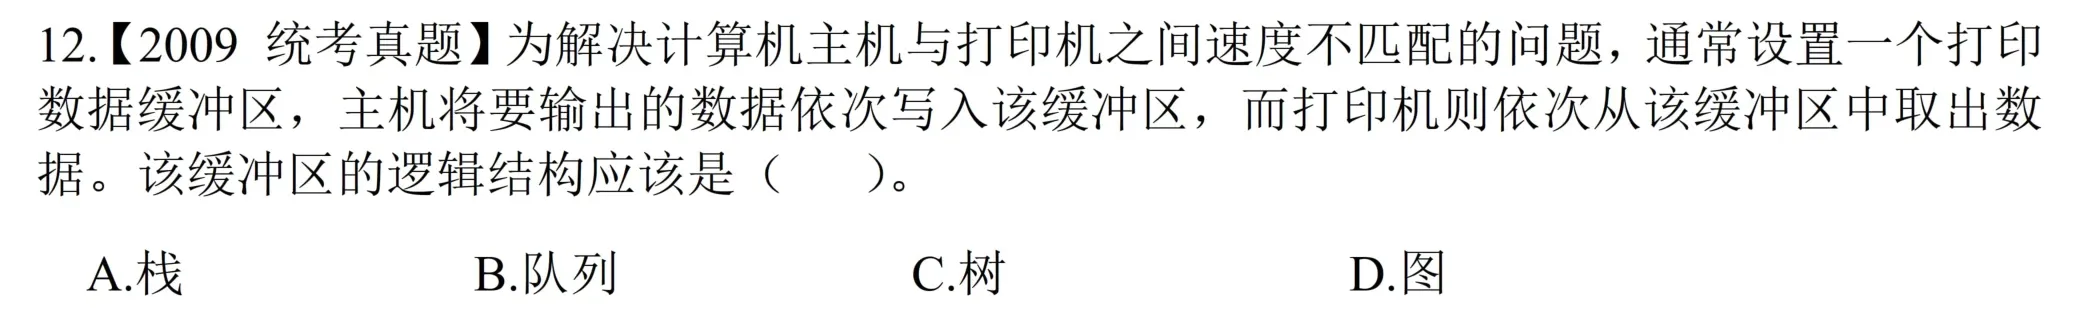 12.【2009 统考真题】为解决计算机主机与打印机之间速度不匹配的问题，通常设置一个打印
数据缓冲区，主机将要输出的数据依次写入该缓冲区，而打印机则依次从该缓冲区中取出数
据。该缓冲区的逻辑结构应该是（　　）。
A.栈 B.队列 C.树 D.图